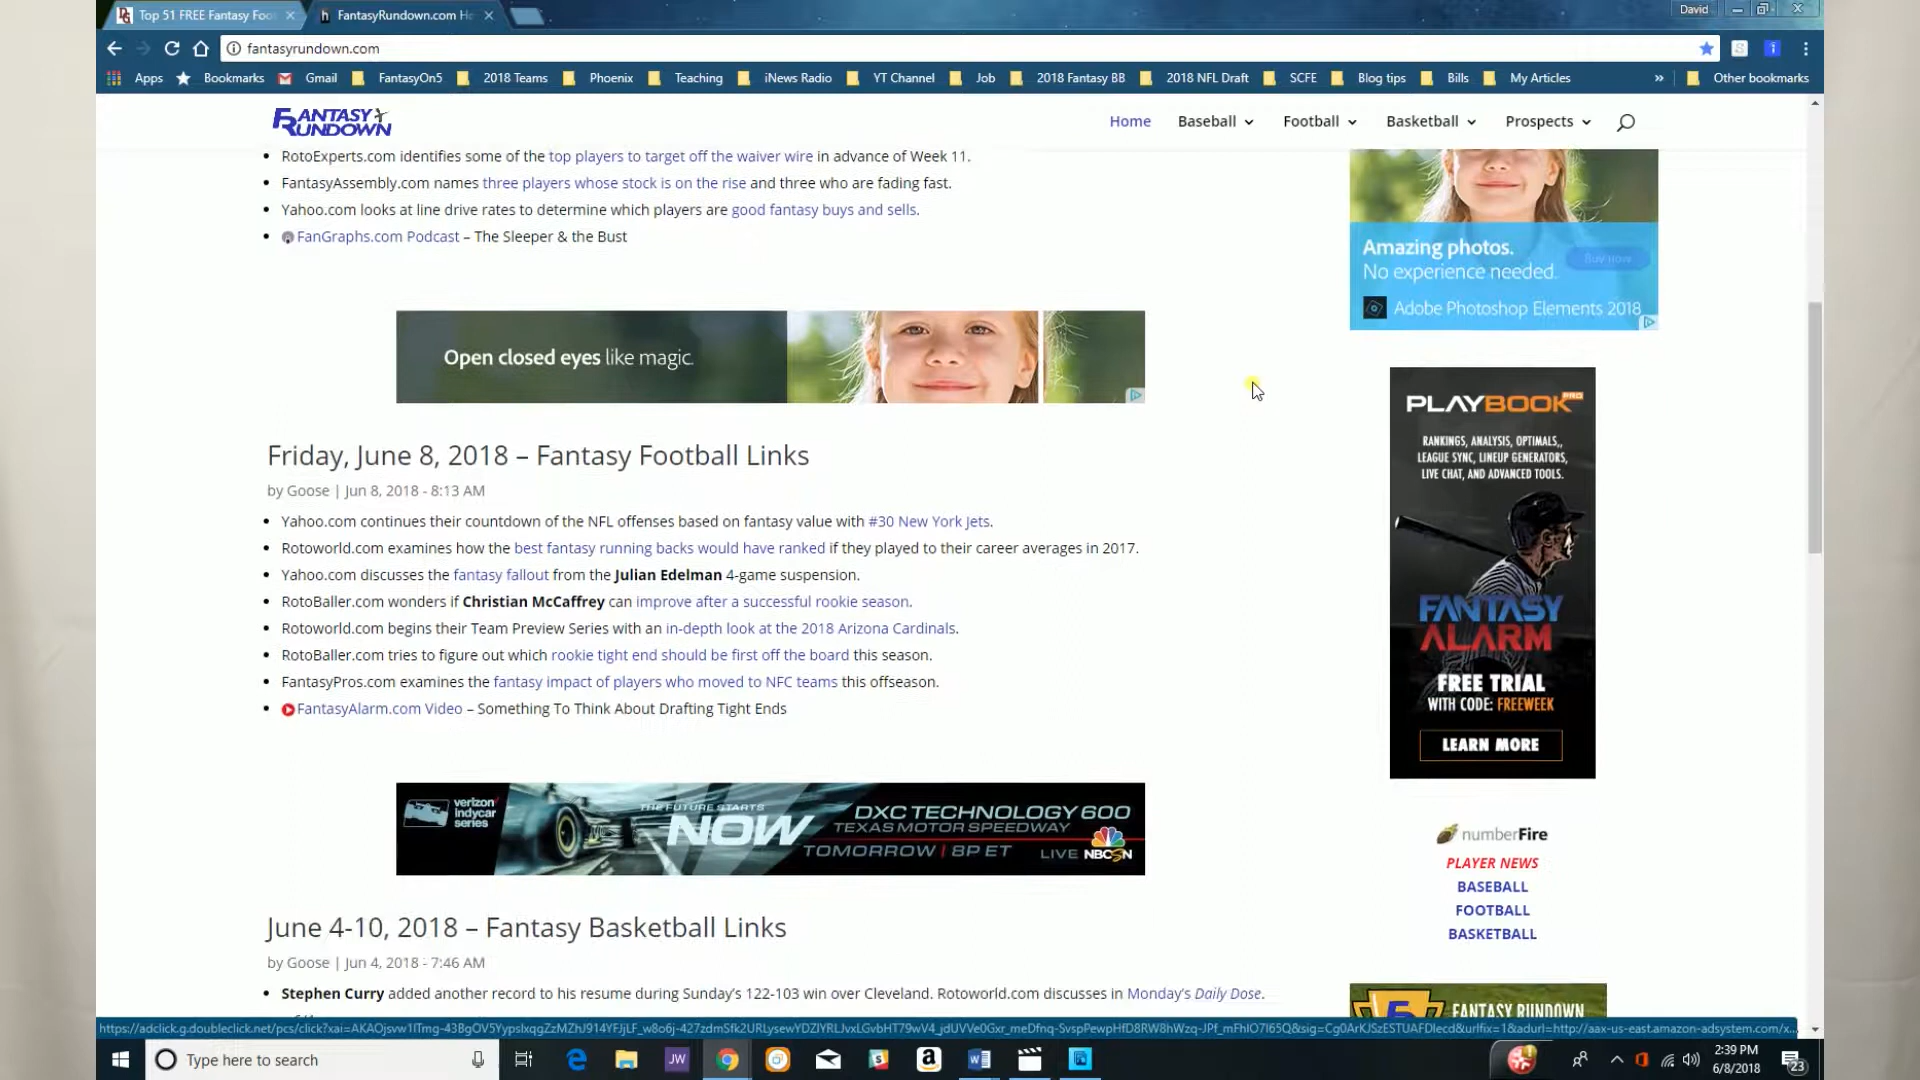 Top 51 FREE Fantasy Foo
FantasyRundown.com Ho
David
fantasyrundown.com
Apps Bookmarks Gmail FantasyOn5 2018 Teams Phoenix Teaching iNews Radio YT Channel Job 2018 Fantasy BB 2018 NFL Draft SCFE Blog tips Bills My Articles » Other bookmarks
FANTASY RUNDOWN
Home Baseball Football Basketball Prospects
RotoExperts.com identifies some of the top players to target off the waiver wire in advance of Week 11.
FantasyAssembly.com names three players whose stock is on the rise and three who are fading fast.
Yahoo.com looks at line drive rates to determine which players are good fantasy buys and sells.
FanGraphs.com Podcast – The Sleeper & the Bust
Amazing photos.
No experience needed.
Buy now
Adobe Photoshop Elements 2018
Open closed eyes like magic.
Friday, June 8, 2018 – Fantasy Football Links
by Goose | Jun 8, 2018 - 8:13 AM
Yahoo.com continues their countdown of the NFL offenses based on fantasy value with #30 New York Jets.
Rotoworld.com examines how the best fantasy running backs would have ranked if they played to their career averages in 2017.
Yahoo.com discusses the fantasy fallout from the Julian Edelman 4-game suspension.
RotoBaller.com wonders if Christian McCaffrey can improve after a successful rookie season.
Rotoworld.com begins their Team Preview Series with an in-depth look at the 2018 Arizona Cardinals.
RotoBaller.com tries to figure out which rookie tight end should be first off the board this season.
FantasyPros.com examines the fantasy impact of players who moved to NFC teams this offseason.
FantasyAlarm.com Video – Something To Think About Drafting Tight Ends
PLAYBOOK PRO
RANKINGS, ANALYSIS, OPTIMALS,,
LEAGUE SYNC, LINEUP GENERATORS,
LIVE CHAT, AND ADVANCED TOOLS.
FANTASY
ALARM
FREE TRIAL
WITH CODE: FREEWEEK
LEARN MORE
verizon
indycar
series
THE FUTURE STARTS
NOW
DXC TECHNOLOGY 600
TEXAS MOTOR SPEEDWAY
TOMORROW | 8P ET LIVE NBCSN
numberFire
PLAYER NEWS
BASEBALL
FOOTBALL
BASKETBALL
June 4-10, 2018 – Fantasy Basketball Links
by Goose | Jun 4, 2018 - 7:46 AM
Stephen Curry added another record to his resume during Sunday's 122-103 win over Cleveland. Rotoworld.com discusses in Monday's Daily Dose.
FANTASY RUNDOWN
Type here to search
JW
2:39 PM
6/8/2018
23